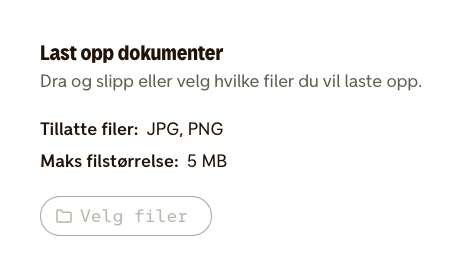 Last opp dokumenter
Dra og slipp eller velg hvilke filer du vil laste opp.
Tillatte filer: JPG, PNG
Maks filstørrelse: 5 MB
Velg filer